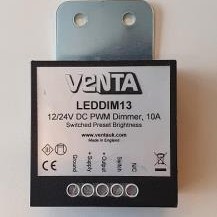 VENTA
LEDDIM13
12/24V DC PWM Dimmer, 10A
Switched Preset Brightness
www.ventauk.com
Made in England
Ground
+ Supply
+ Output
Switch
N/C